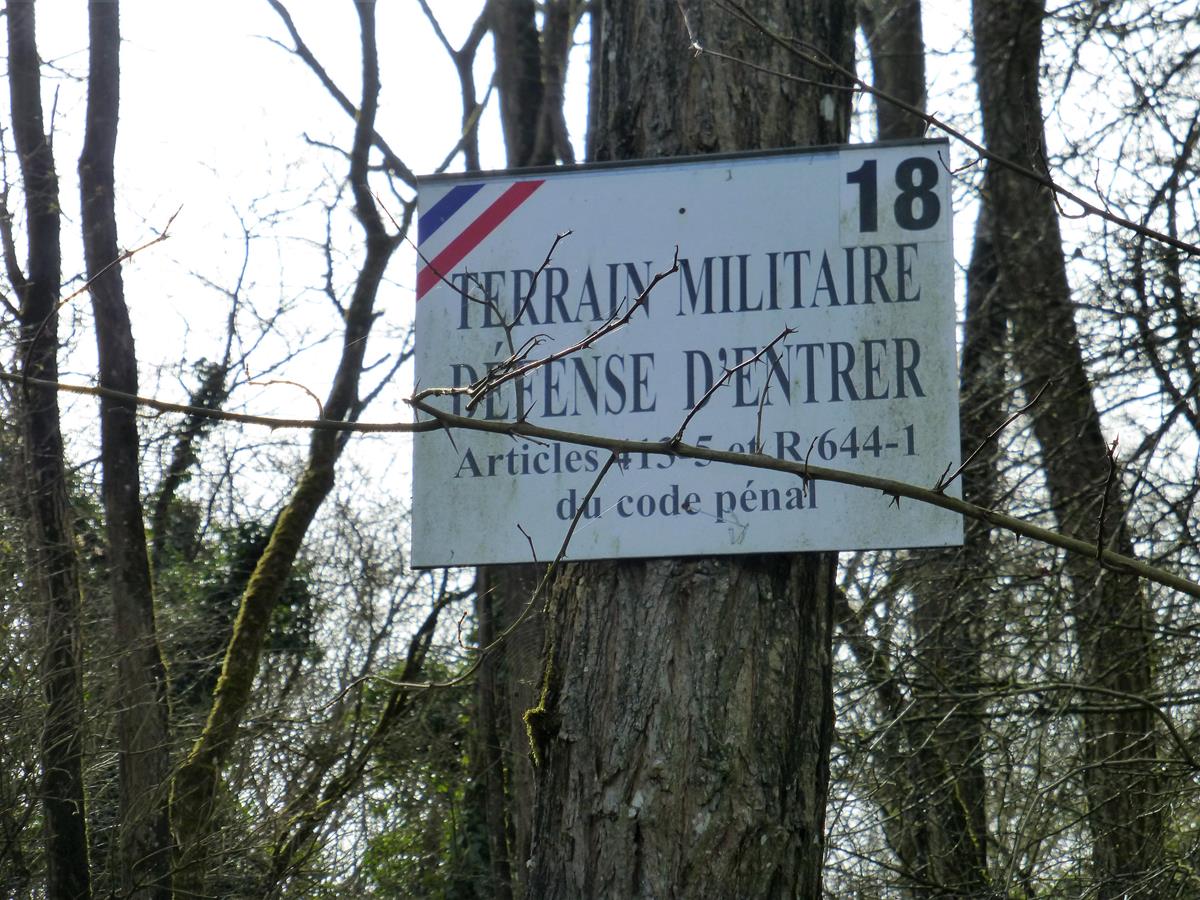 18
TERRAIN MILITAIRE
DÉFENSE D'ENTRER
Articles 413-5 et R 644-1
du code pénal